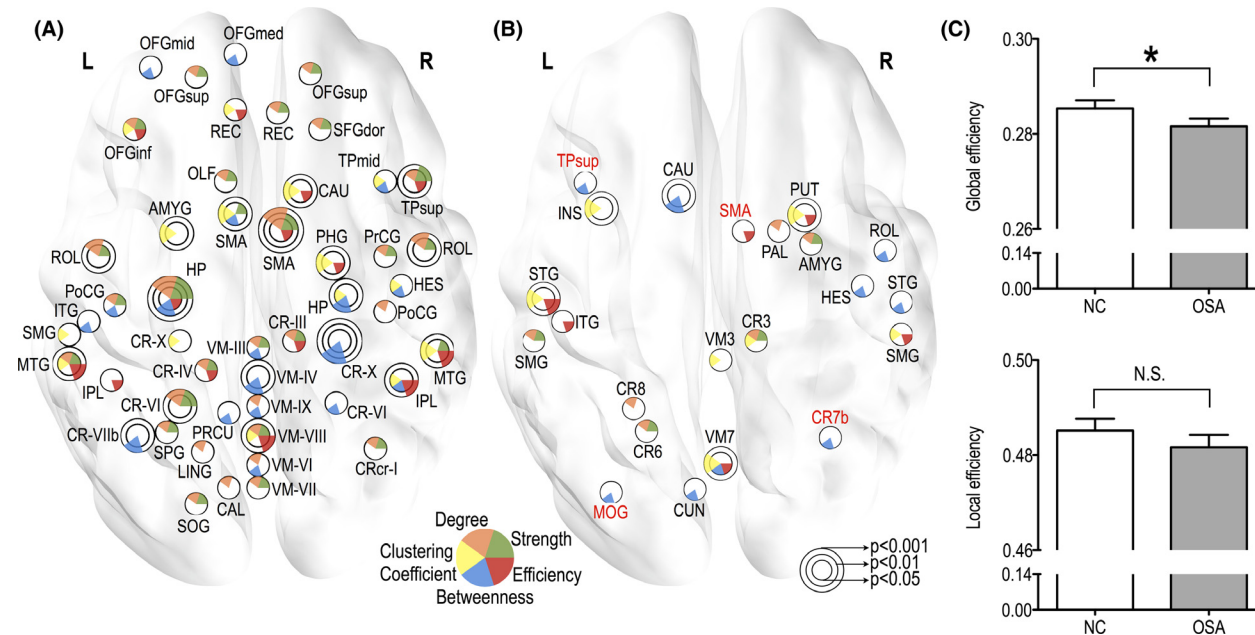 (A)
L
R
OFGmid
OFGmed
OFGsup
OFGsup
REC
REC
SFGdor
OFGinf
TPmid
OLF
CAU
TPsup
AMYG
SMA
SMA
PHG
PrCG
ROL
ROL
HP
HES
PoCG
HP
PoCG
ITG
CR-III
SMG
CR-X
VM-III
CR-X
MTG
MTG
CR-IV
VM-IV
IPL
IPL
CR-VI
VM-IX
CR-VI
CR-VIIb
PRCU
VM-VIII
SPG
LING
CRcr-I
VM-VI
VM-VII
CAL
SOG
Degree
Strength
Clustering
Coefficient
Efficiency
Betweenness
(B)
L
R
TPsup
CAU
PUT
INS
SMA
PAL
ROL
AMYG
STG
HES
STG
ITG
CR3
SMG
SMG
VM3
CR8
CR7b
CR6
VM7
MOG
CUN
p<0.001
p<0.01
p<0.05
(C)
Global efficiency
0.30
0.28
0.26
0.14
0.00
*
NC
OSA
Local efficiency
0.50
0.48
0.46
0.14
0.00
N.S.
NC
OSA